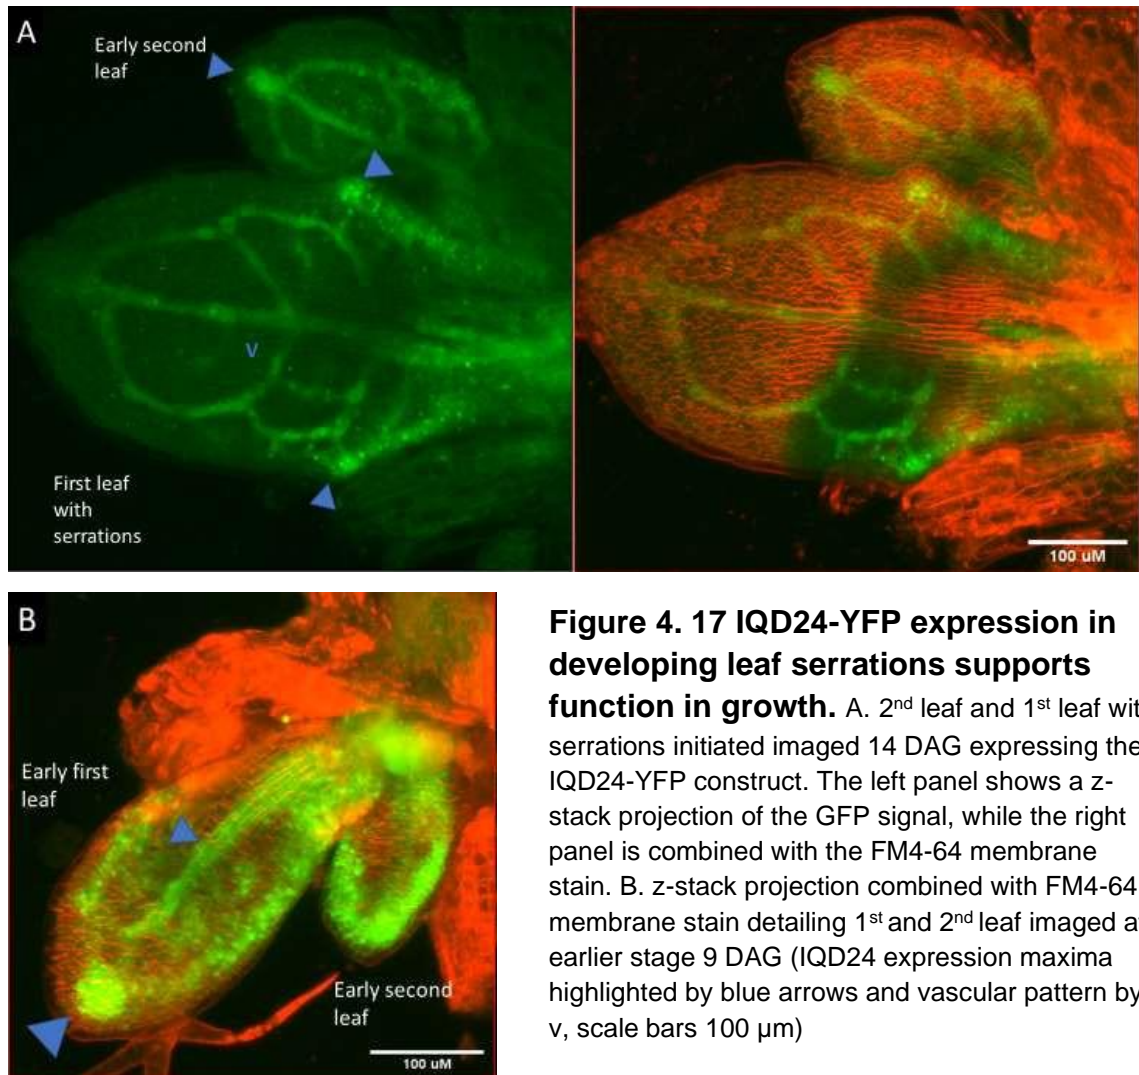 A
Early second
leaf
v
First leaf
with
serrations
100 uM
B
Early first
leaf
Early second
leaf
100 uM
Figure 4. 17 IQD24-YFP expression in
developing leaf serrations supports
function in growth. A. 2nd leaf and 1st leaf wit
serrations initiated imaged 14 DAG expressing the
IQD24-YFP construct. The left panel shows a z-
stack projection of the GFP signal, while the right
panel is combined with the FM4-64 membrane
stain. B. z-stack projection combined with FM4-64
membrane stain detailing 1st and 2nd leaf imaged a
earlier stage 9 DAG (IQD24 expression maxima
highlighted by blue arrows and vascular pattern by
v, scale bars 100 µm)